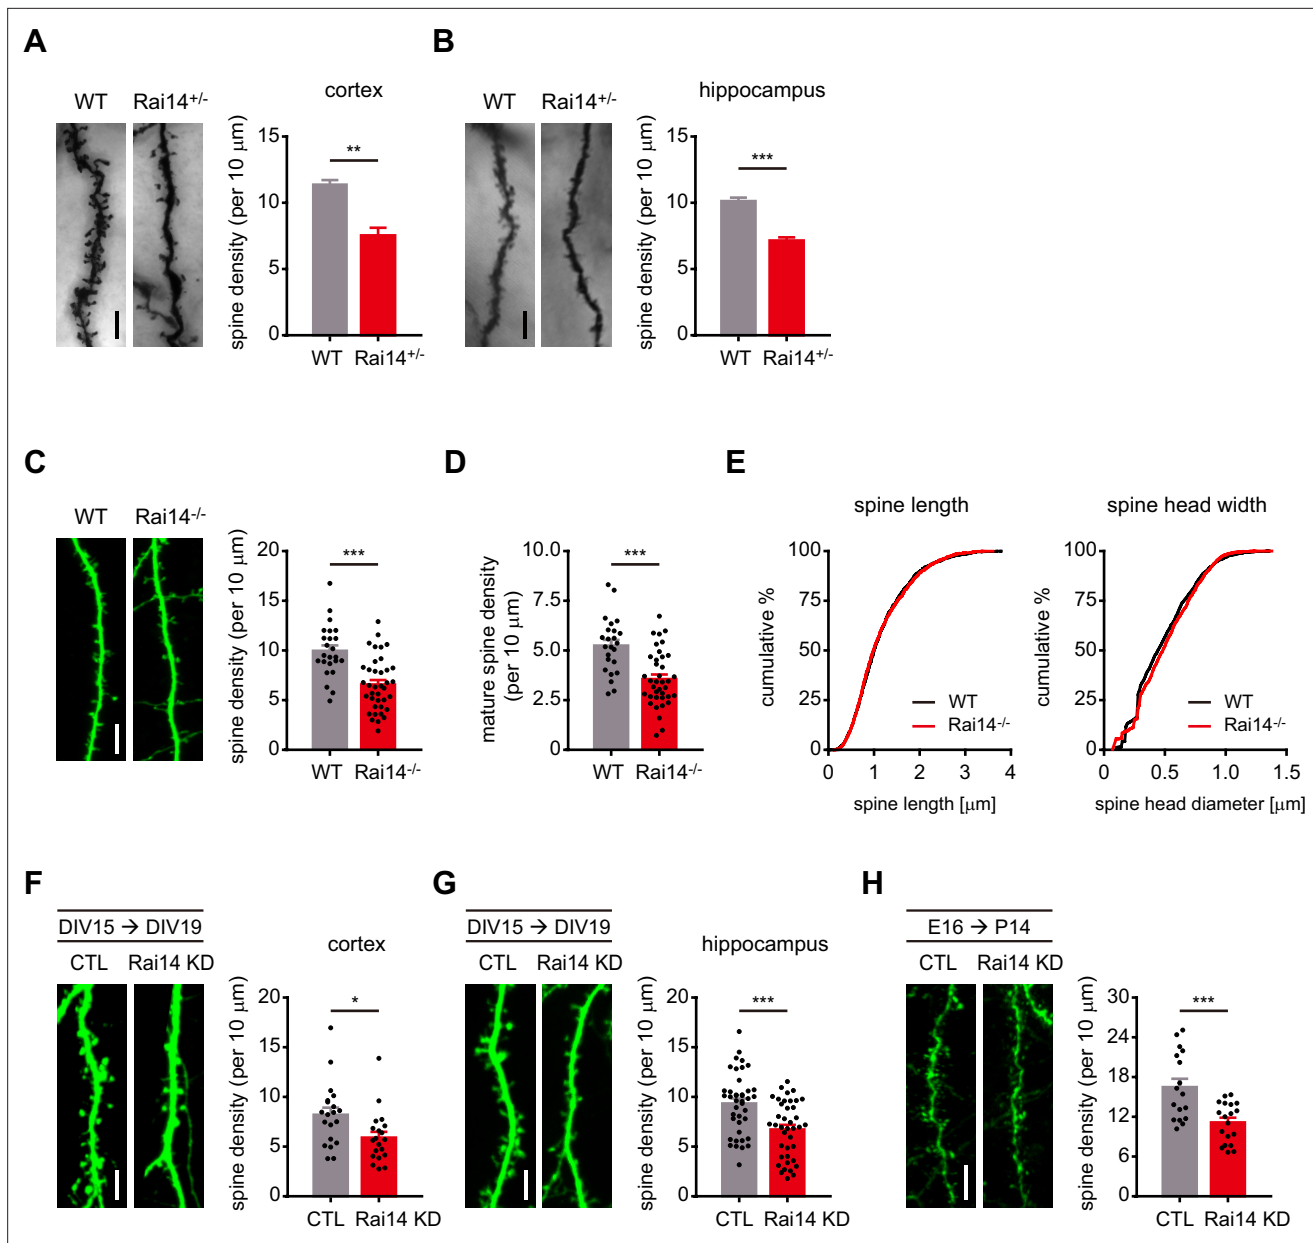 A
WT Rai14+/-
cortex
spine density (per 10 μm)
15
10
5
0
**
WT Rai14+/-
B
WT Rai14+/-
hippocampus
spine density (per 10 μm)
15
10
5
0
***
WT Rai14+/-
C
WT Rai14-/-
spine density (per 10 μm)
20
15
10
5
0
***
WT Rai14-/-
D
mature spine density
(per 10 μm)
10.0
7.5
5.0
2.5
0
***
WT Rai14-/-
E
spine length
cumulative %
100
75
50
25
0
WT
Rai14-/-
0 1 2 3 4
spine length [μm]
spine head width
cumulative %
100
75
50
25
0
WT
Rai14-/-
0 0.5 1.0 1.5
spine head diameter [μm]
F
DIV15 → DIV19
CTL Rai14 KD
cortex
spine density (per 10 μm)
20
15
10
5
0
*
CTL Rai14 KD
G
DIV15 → DIV19
CTL Rai14 KD
hippocampus
spine density (per 10 μm)
20
15
10
5
0
***
CTL Rai14 KD
H
E16 → P14
CTL Rai14 KD
spine density (per 10 μm)
30
24
18
12
6
0
***
CTL Rai14 KD